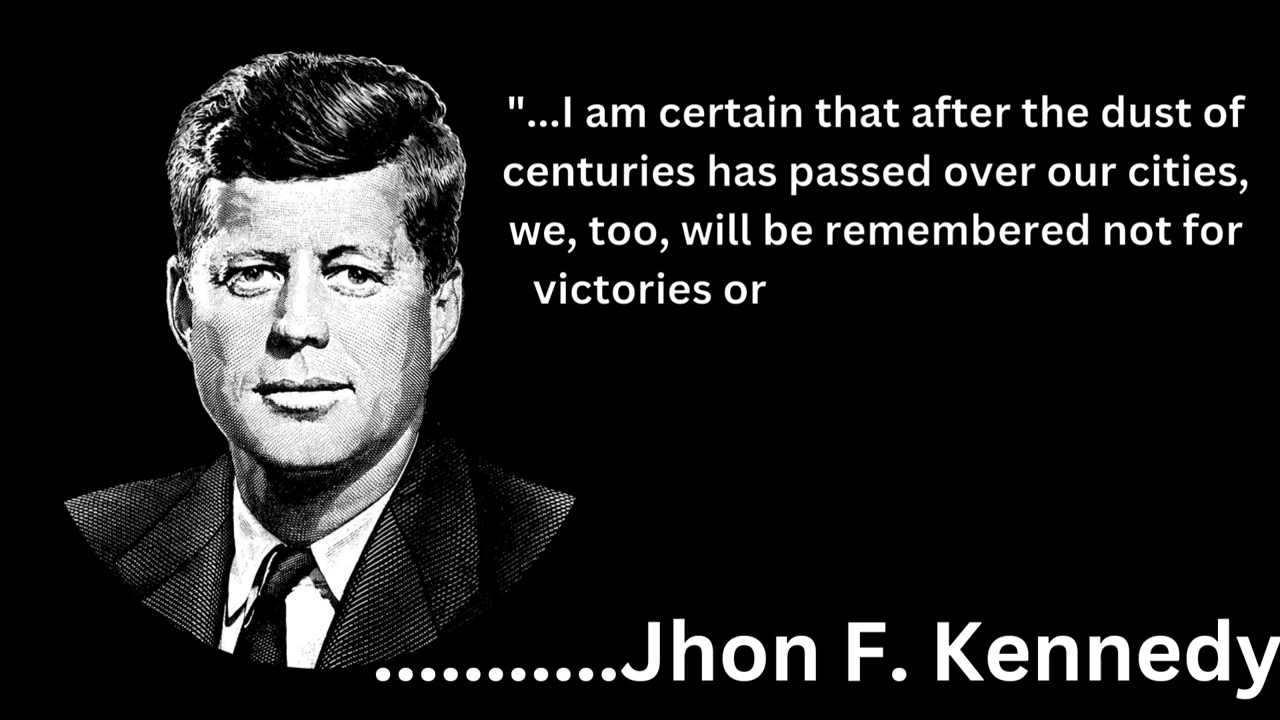 "...I am certain that after the dust of
centuries has passed over our cities,
we, too, will be remembered not for
victories or
...........Jhon F. Kennedy